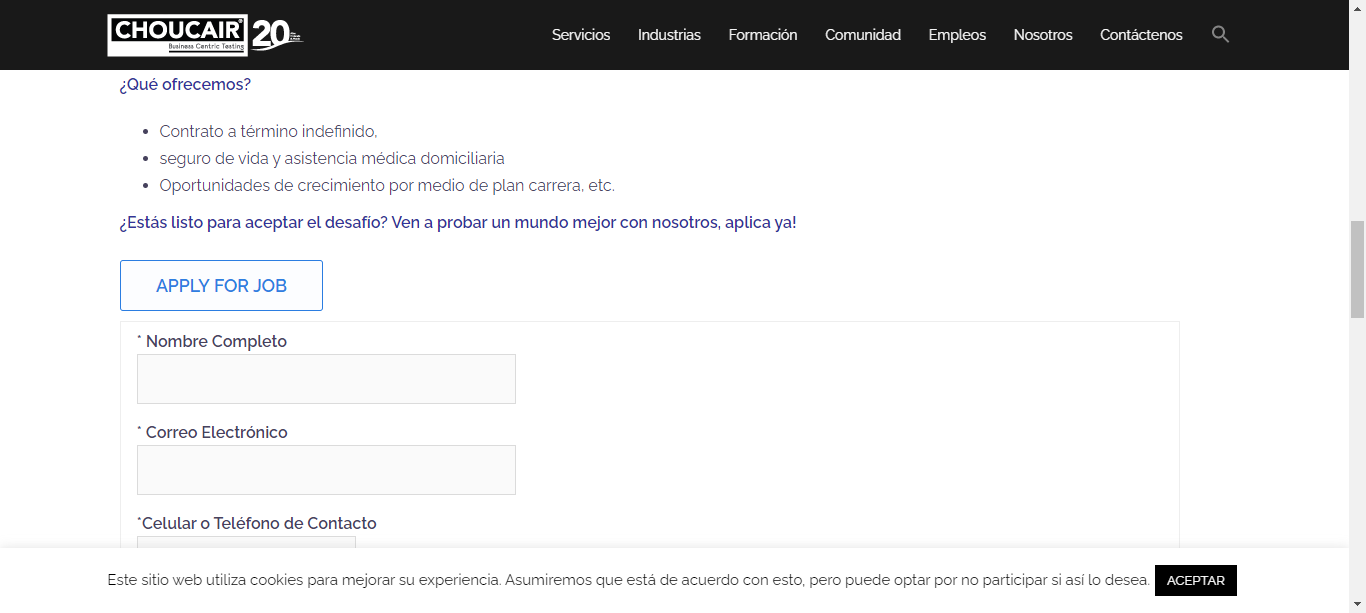 CHOUCAIR
Business Centric Testing
20
Servicios Industrias Formación Comunidad Empleos Nosotros Contáctenos
¿Qué ofrecemos?
• Contrato a término indefinido,
• seguro de vida y asistencia médica domiciliaria
• Oportunidades de crecimiento por medio de plan carrera, etc.
¿Estás listo para aceptar el desafío? Ven a probar un mundo mejor con nosotros, aplica ya!
APPLY FOR JOB
* Nombre Completo
* Correo Electrónico
*Celular o Teléfono de Contacto
Este sitio web utiliza cookies para mejorar su experiencia. Asumiremos que está de acuerdo con esto, pero puede optar por no participar si así lo desea. ACEPTAR